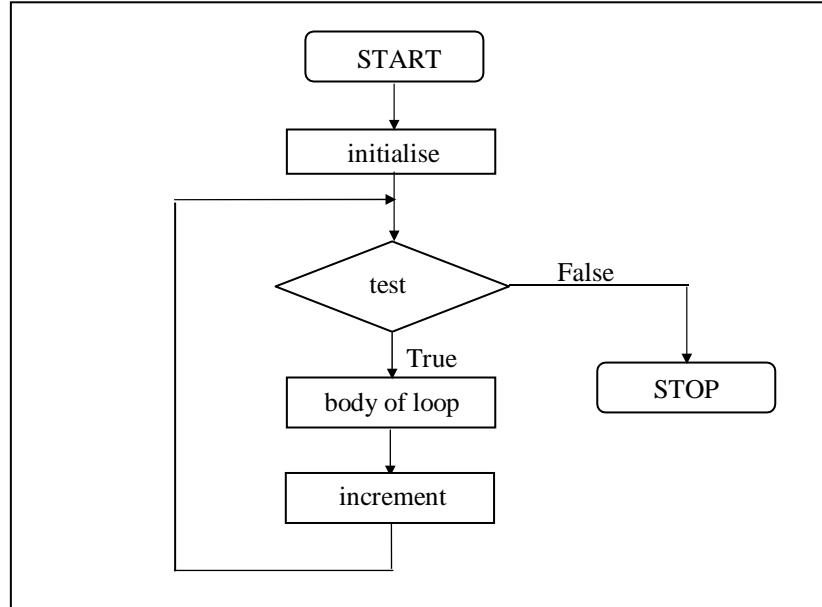 START
initialise
test
False
True
body of loop
STOP
increment